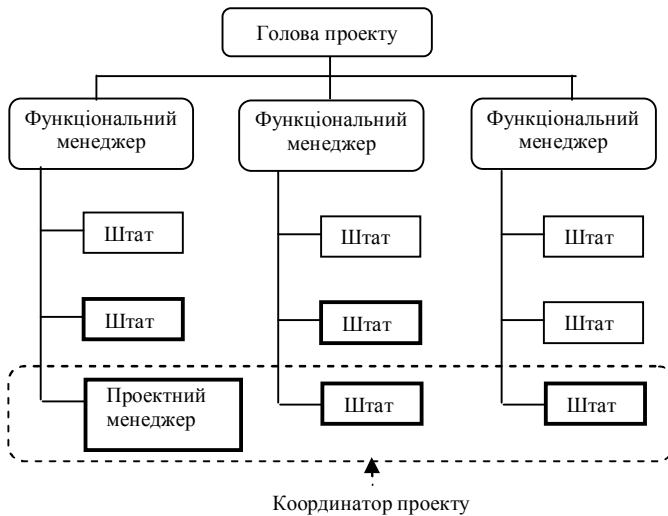 Голова проекту
Функціональний
менеджер
Функціональний
менеджер
Функціональний
менеджер
Штат
Штат
Штат
Штат
Штат
Штат
Проектний
менеджер
Штат
Штат
Координатор проекту